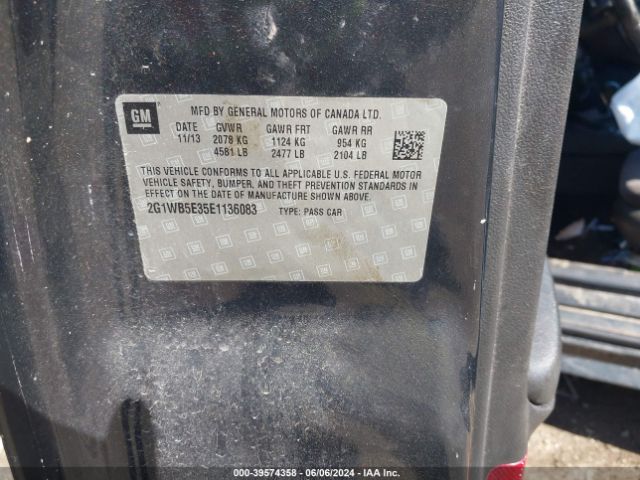 GM
MFD BY GENERAL MOTORS OF CANADA LTD.
DATE GVWR GAWR FRT GAWR RR
11/13 2078 KG 1124 KG 954 KG
4581 LB 2477 LB 2104 LB
THIS VEHICLE CONFORMS TO ALL APPLICABLE U.S. FEDERAL MOTOR
VEHICLE SAFETY, BUMPER, AND THEFT PREVENTION STANDARDS IN
EFFECT ON THE DATE OF MANUFACTURE SHOWN ABOVE.
2G1WB5E35E1136083 TYPE: PASS CAR
000-39574358 - 06/06/2024 - IAA Inc.